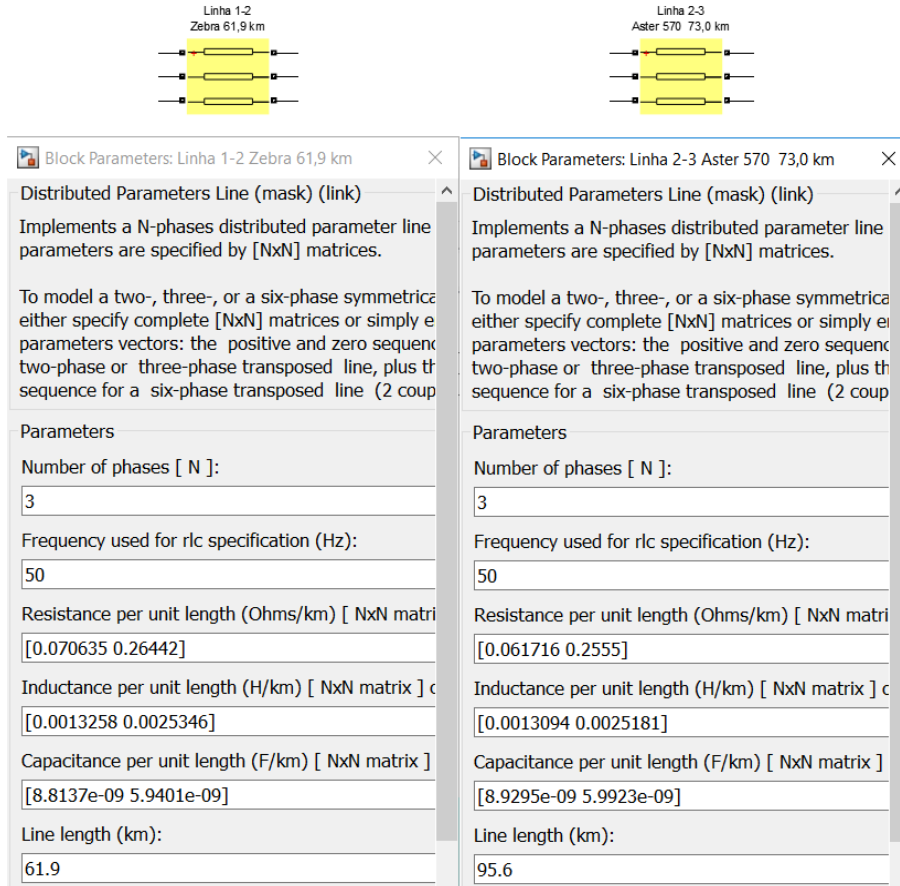 Linha 1-2
Zebra 61,9 km
Linha 2-3
Aster 570 73,0 km
Block Parameters: Linha 1-2 Zebra 61,9 km
Distributed Parameters Line (mask) (link)
Implements a N-phases distributed parameter line
parameters are specified by [NxN] matrices.
To model a two-, three-, or a six-phase symmetrica
either specify complete [NxN] matrices or simply e
parameters vectors: the positive and zero sequenc
two-phase or three-phase transposed line, plus th
sequence for a six-phase transposed line (2 coup
Parameters
Number of phases [ N ]:
3
Frequency used for rlc specification (Hz):
50
Resistance per unit length (Ohms/km) [ NxN matri
[0.070635 0.26442]
Inductance per unit length (H/km) [ NxN matrix ] c
[0.0013258 0.0025346]
Capacitance per unit length (F/km) [ NxN matrix ]
[8.8137e-09 5.9401e-09]
Line length (km):
61.9
Block Parameters: Linha 2-3 Aster 570 73,0 km
Distributed Parameters Line (mask) (link)
Implements a N-phases distributed parameter line
parameters are specified by [NxN] matrices.
To model a two-, three-, or a six-phase symmetrica
either specify complete [NxN] matrices or simply e
parameters vectors: the positive and zero sequenc
two-phase or three-phase transposed line, plus th
sequence for a six-phase transposed line (2 coup
Parameters
Number of phases [ N ]:
3
Frequency used for rlc specification (Hz):
50
Resistance per unit length (Ohms/km) [ NxN matri
[0.061716 0.2555]
Inductance per unit length (H/km) [ NxN matrix ] c
[0.0013094 0.0025181]
Capacitance per unit length (F/km) [ NxN matrix ]
[8.9295e-09 5.9923e-09]
Line length (km):
95.6